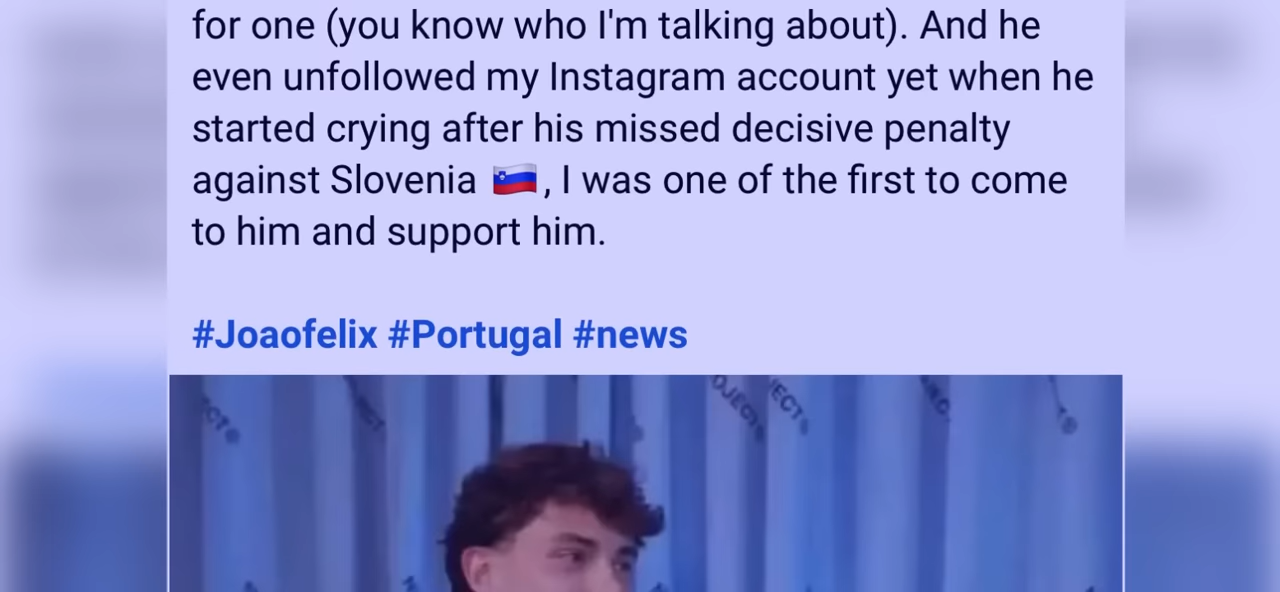 for one (you know who I'm talking about). And he
even unfollowed my Instagram account yet when he
started crying after his missed decisive penalty
against Slovenia 🇸🇮, I was one of the first to come
to him and support him.
#Joaofelix #Portugal #news